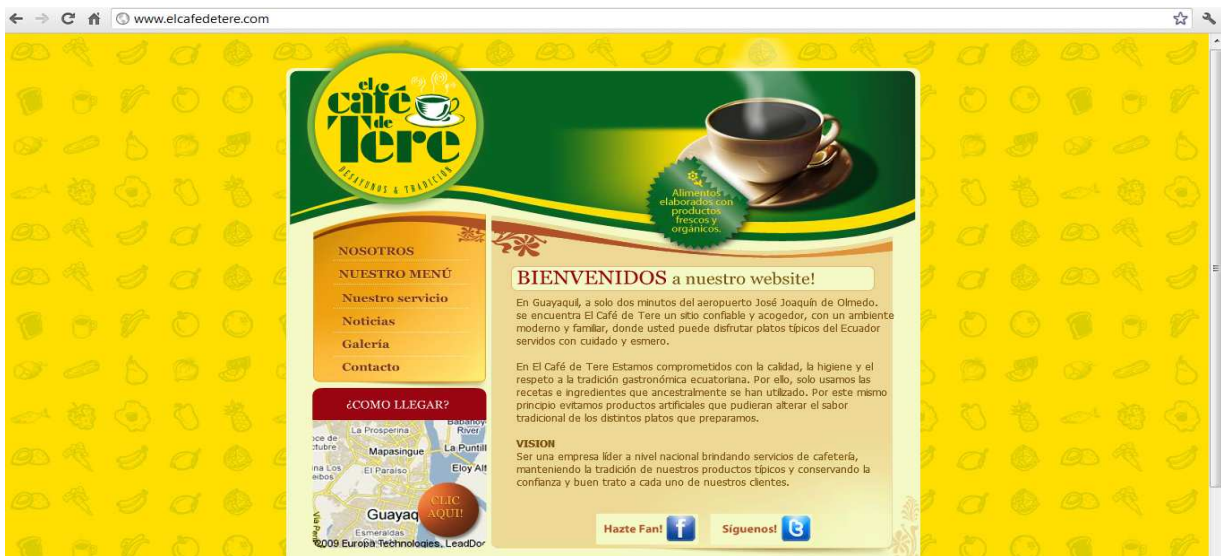 www.elcafedetere.com
el
café
de
Tere
DESAYUNOS & TRADICIÓN
Alimentos
elaborados con
productos
frescos y
orgánicos.
NOSOTROS
NUESTRO MENÚ
Nuestro servicio
Noticias
Galería
Contacto
¿COMO LLEGAR?
La Prosperina
River
Mapasingue
La Puntill
El Paraíso
Eloy Alf
Guayaq
Esmeraldas
CLIC
AQUI!
©2009 Europa Technologies, LeadDo
BIENVENIDOS a nuestro website!
En Guayaquil, a solo dos minutos del aeropuerto José Joaquín de Olmedo.
se encuentra El Café de Tere un sitio confiable y acogedor, con un ambiente
moderno y familiar, donde usted puede disfrutar platos típicos del Ecuador
servidos con cuidado y esmero.
En El Café de Tere Estamos comprometidos con la calidad, la higiene y el
respeto a la tradición gastronómica ecuatoriana. Por ello, solo usamos las
recetas e ingredientes que ancestralmente se han utilizado. Por este mismo
principio evitamos productos artificiales que pudieran alterar el sabor
tradicional de los distintos platos que preparamos.
VISION
Ser una empresa líder a nivel nacional brindando servicios de cafetería,
manteniendo la tradición de nuestros productos típicos y conservando la
confianza y buen trato a cada uno de nuestros clientes.
Hazte Fan!
Síguenos!